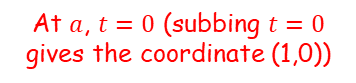 At a, t = 0 (subbing t = 0
gives the coordinate (1,0))